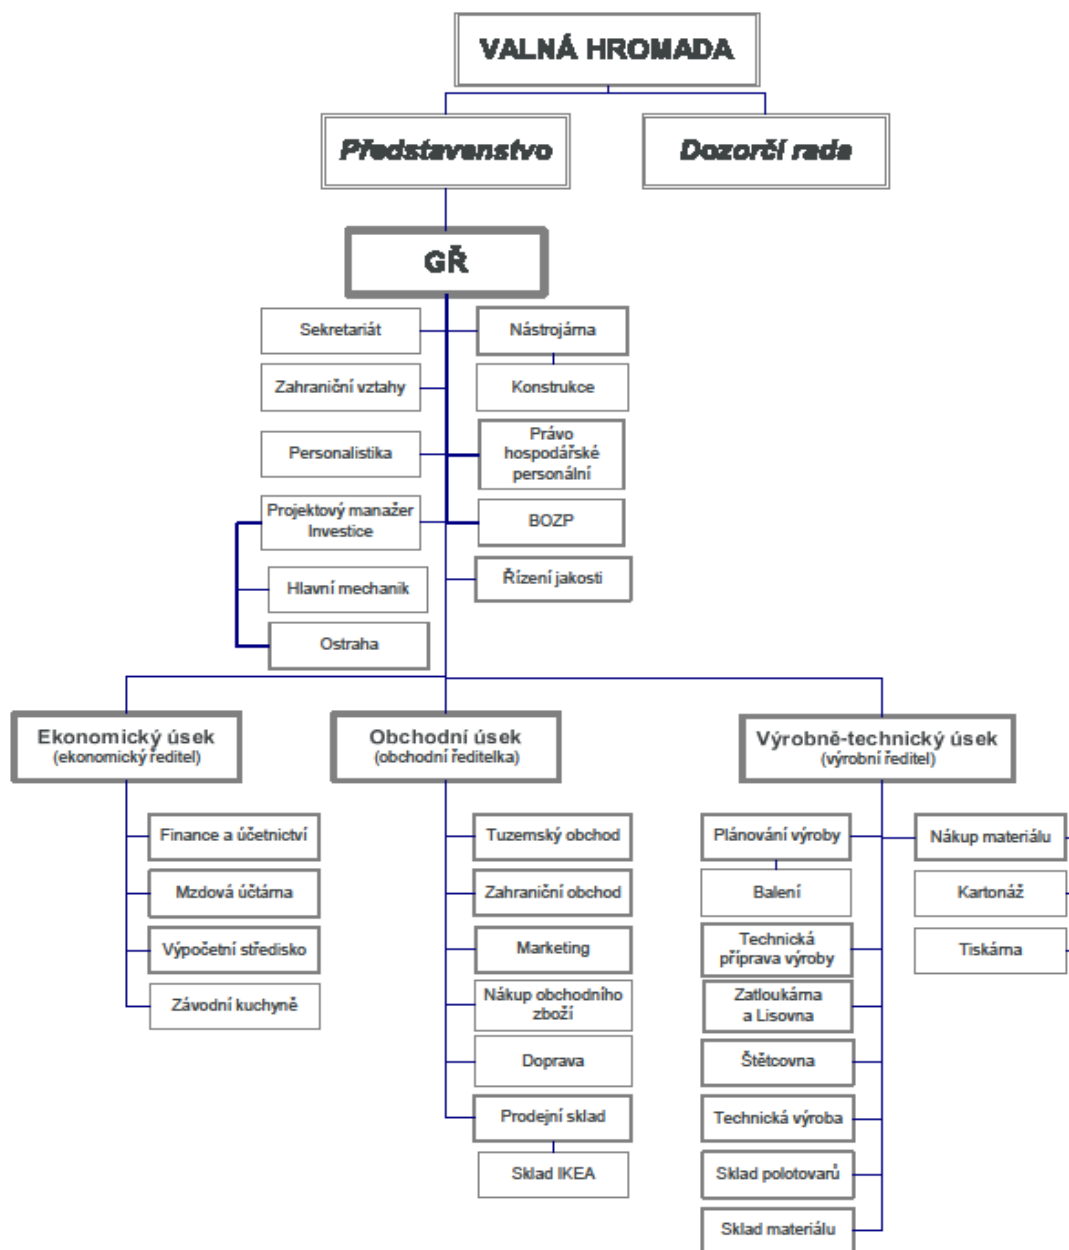 VALNÁ HROMADA
Představenstvo
Dozorčí rada
GŘ
Sekretariát
Nástrojárna
Zahraniční vztahy
Konstrukce
Personalistika
Právo
hospodářské
personální
Projektový manažer
Investice
BOZP
Hlavní mechanik
Řízení jakosti
Ostraha
Ekonomický úsek
(ekonomický ředitel)
Obchodní úsek
(obchodní ředitelka)
Výrobně-technický úsek
(výrobní ředitel)
Finance a účetnictví
Mzdová účtárna
Výpočetní středisko
Závodní kuchyně
Tuzemský obchod
Zahraniční obchod
Marketing
Nákup obchodního
zboží
Doprava
Prodejní sklad
Sklad IKEA
Plánování výroby
Balení
Technická
příprava výroby
Zatloukárna
a Lisovna
Štětcovna
Technická výroba
Sklad polotovarů
Sklad materiálu
Nákup materiálu
Kartonáž
Tiskárna